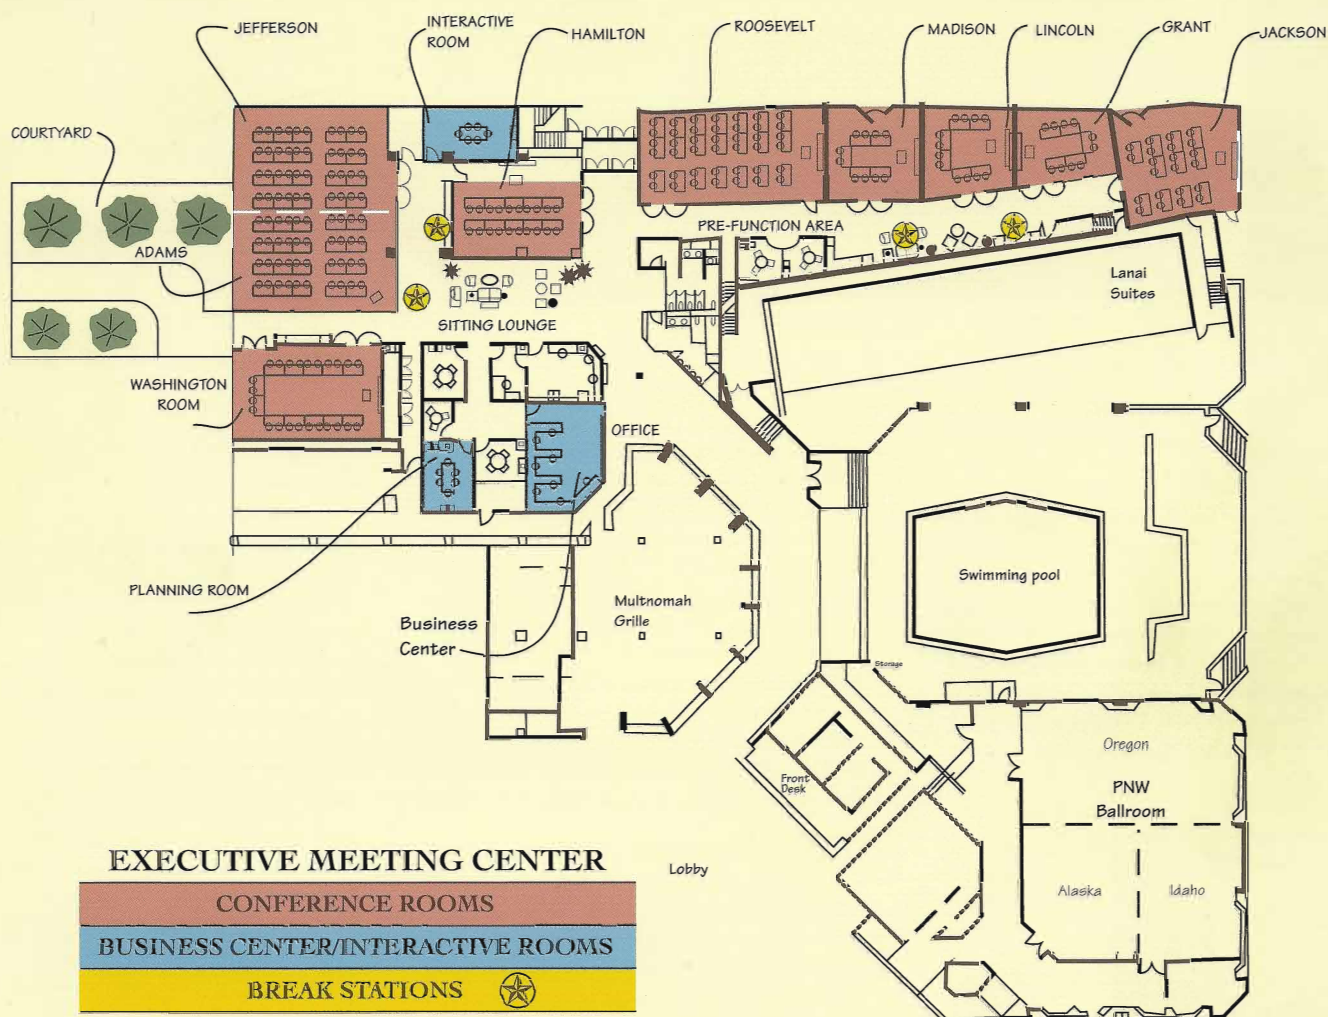 JEFFERSON
INTERACTIVE
ROOM
HAMILTON
ROOSEVELT
MADISON
LINCOLN
GRANT
JACKSON
COURTYARD
ADAMS
PRE-FUNCTION AREA
Lanai
Suites
SITTING LOUNGE
WASHINGTON
ROOM
OFFICE
PLANNING ROOM
Business
Center
Multnomah
Grille
Swimming pool
Storage
Front
Desk
Oregon
PNW
Ballroom
Alaska
Idaho
Lobby
EXECUTIVE MEETING CENTER
CONFERENCE ROOMS
BUSINESS CENTER/INTERACTIVE ROOMS
BREAK STATIONS